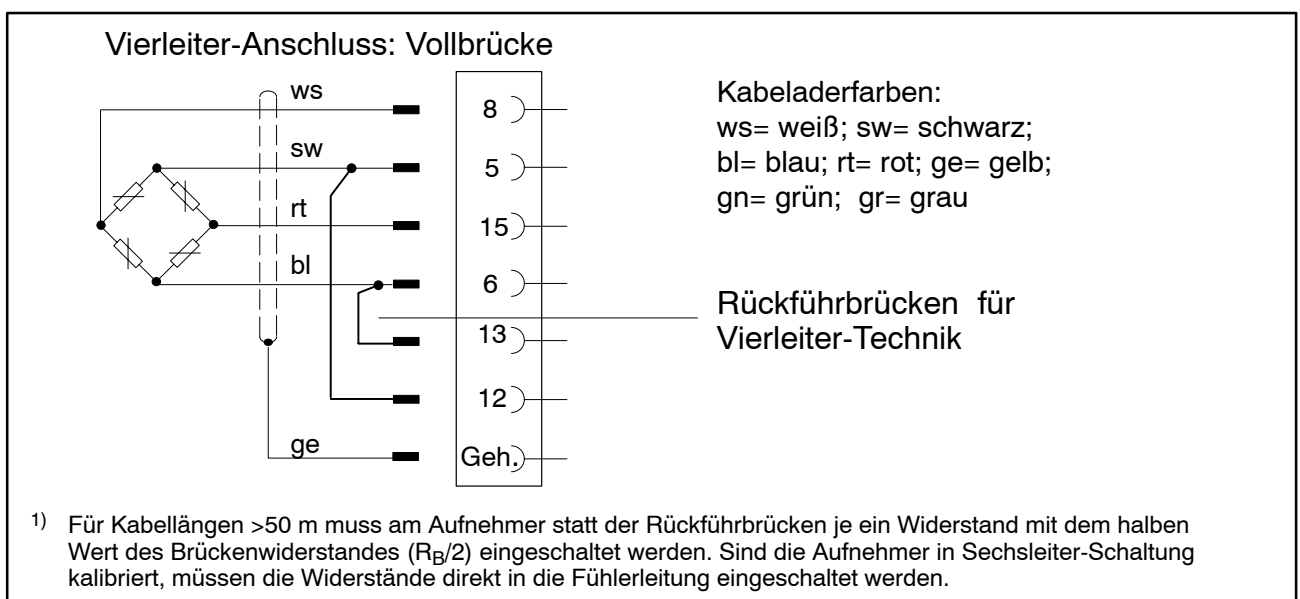 Vierleiter-Anschluss: Vollbrücke
ws
8
sw
5
rt
15
bl
6
13
12
ge
Geh.
Kabeladerfarben:
ws= weiß; sw= schwarz;
bl= blau; rt= rot; ge= gelb;
gn= grün; gr= grau
Rückführbrücken für
Vierleiter-Technik
1) Für Kabellängen >50 m muss am Aufnehmer statt der Rückführbrücken je ein Widerstand mit dem halben
Wert des Brückenwiderstandes (RB/2) eingeschaltet werden. Sind die Aufnehmer in Sechsleiter-Schaltung
kalibriert, müssen die Widerstände direkt in die Fühlerleitung eingeschaltet werden.